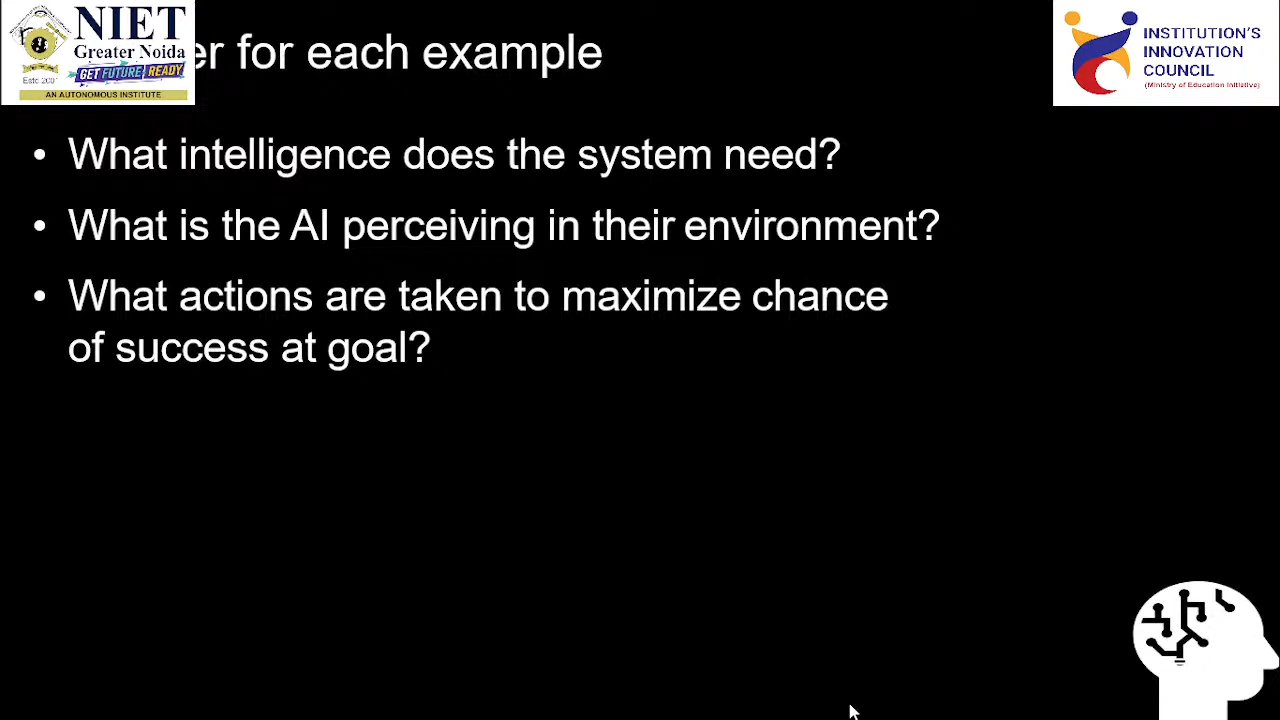 NIET
Greater Noida
GET FUTURE READY
AN AUTONOMOUS INSTITUTE
for each example
INSTITUTION'S
INNOVATION
COUNCIL
(Ministry of Education Initiative)
• What intelligence does the system need?
• What is the AI perceiving in their environment?
• What actions are taken to maximize chance
of success at goal?